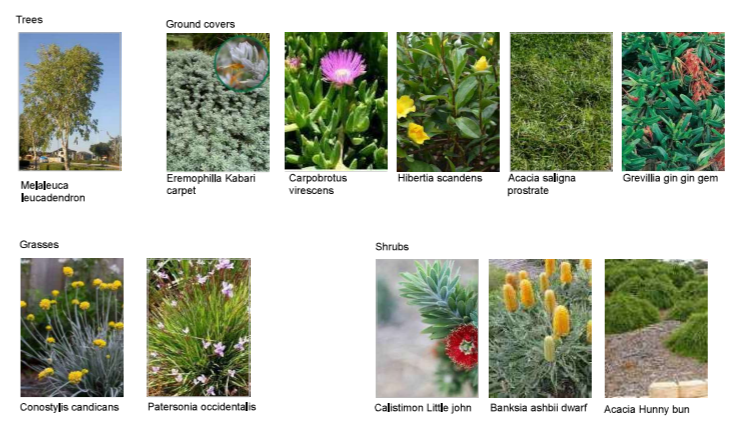 Trees
Ground covers
Melaleuca
leucadendron
Eremophilla Kabari
carpet
Carpobrotus
virescens
Hibertia scandens
Acacia saligna
prostrate
Grevillia gin gin gem
Grasses
Shrubs
Conostylis candicans
Patersonia occidentalis
Calistimon Little john
Banksia ashbii dwarf
Acacia Hunny bun